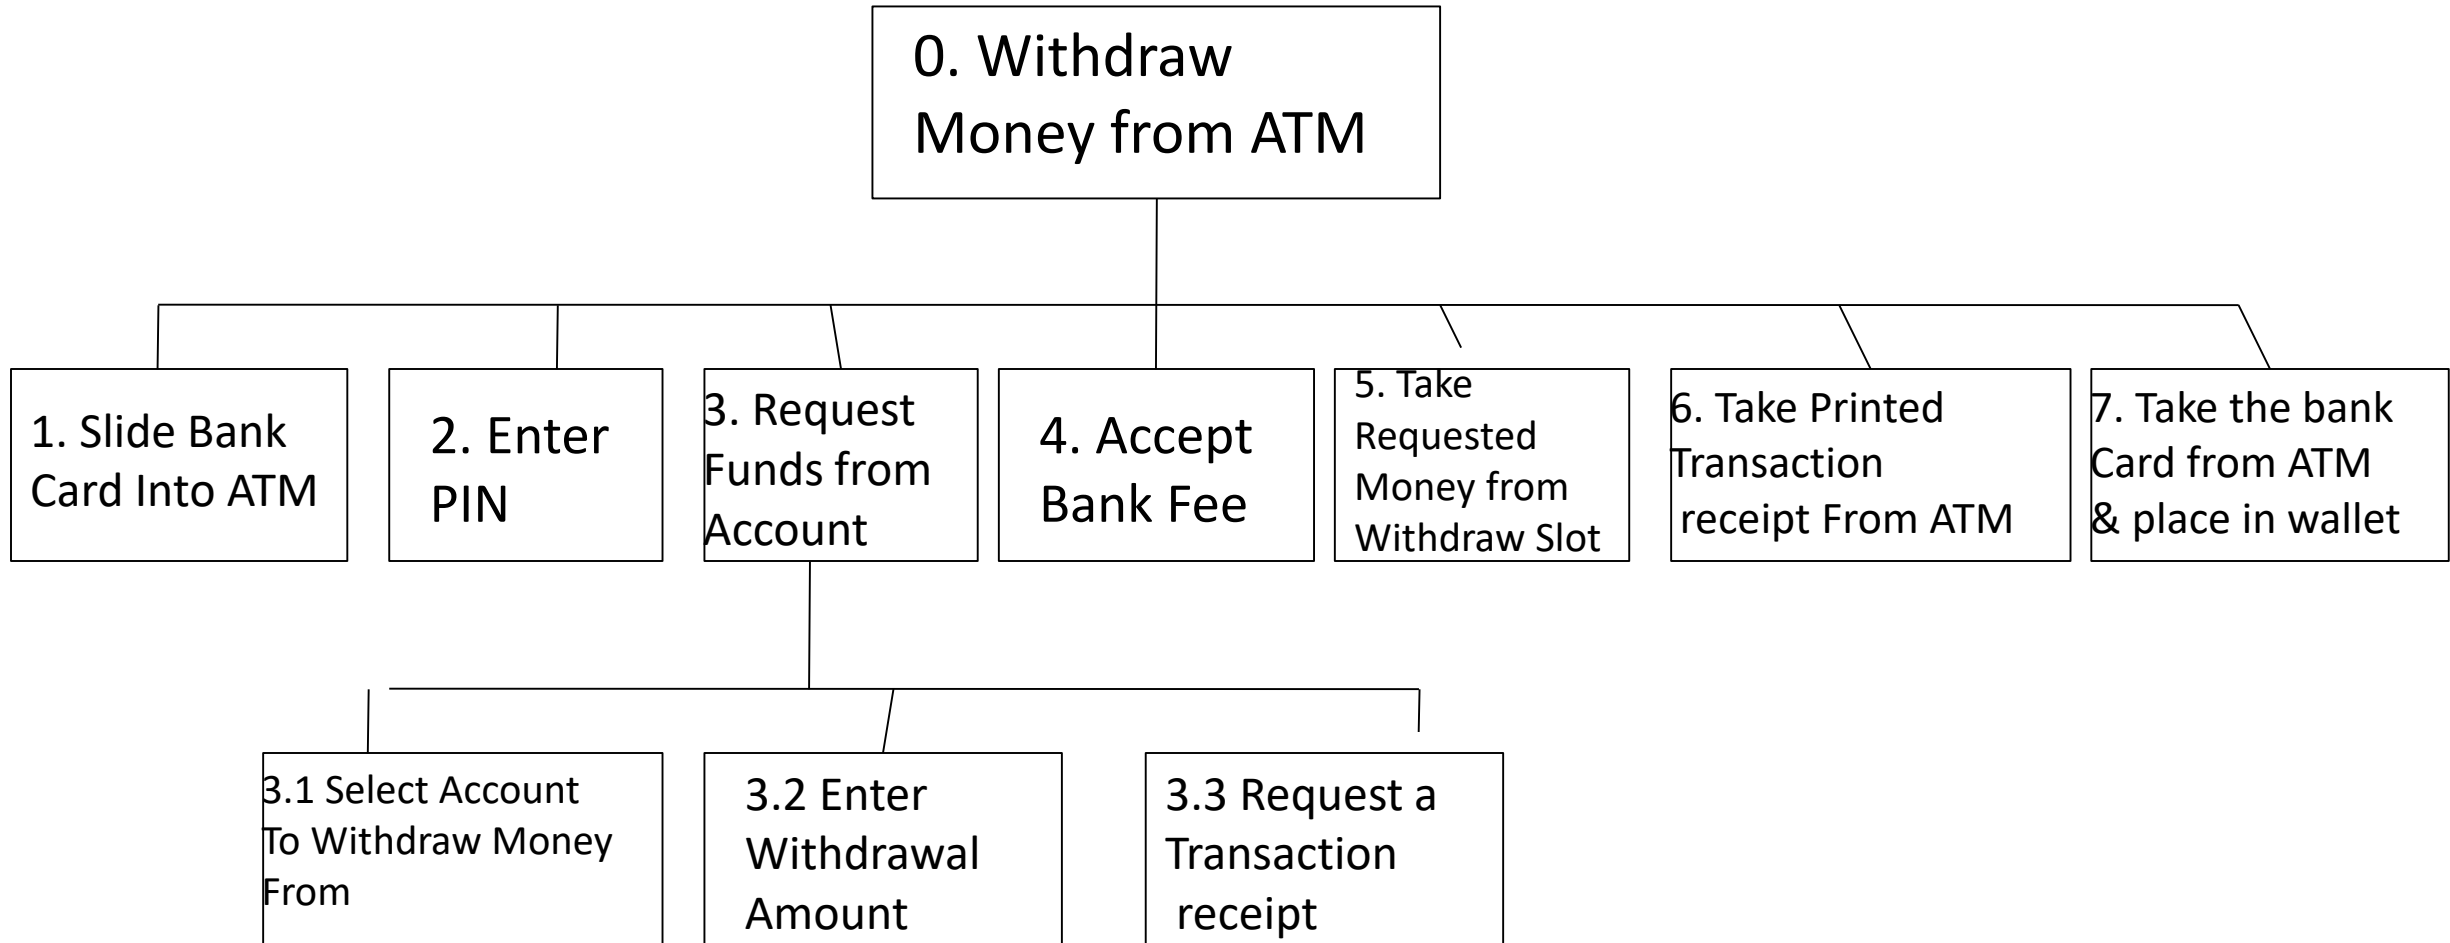 0. Withdraw
Money from ATM
1. Slide Bank
Card Into ATM
2. Enter
PIN
3. Request
Funds from
Account
4. Accept
Bank Fee
5. Take
Requested
Money from
Withdraw Slot
6. Take Printed
Transaction
receipt From ATM
7. Take the bank
Card from ATM
& place in wallet
3.1 Select Account
To Withdraw Money
From
3.2 Enter
Withdrawal
Amount
3.3 Request a
Transaction
receipt